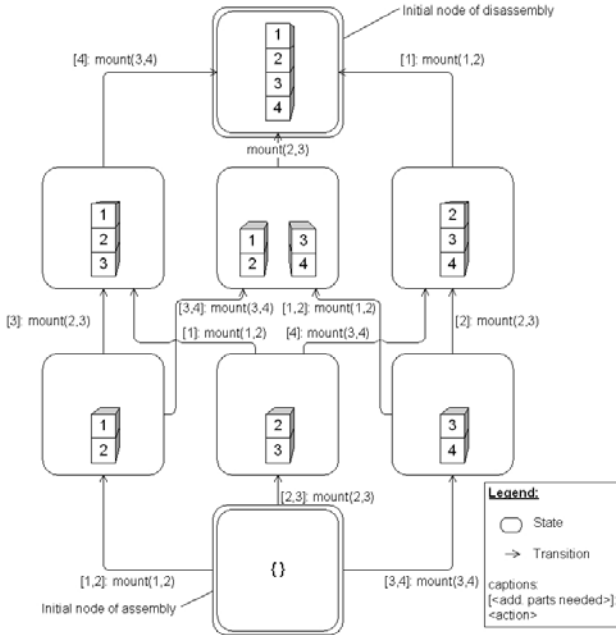 Initial node of disassembly
1
2
3
4
[4]: mount(3,4)
[1]: mount(1,2)
mount(2,3)
1
2
3
1
2
3
4
2
3
4
[3]: mount(2,3)
[3,4]: mount(3,4)
[1,2]: mount(1,2)
[2]: mount(2,3)
[1]: mount(1,2)
[4]: mount(3,4)
1
2
2
3
3
4
[2,3]: mount(2,3)
{}
[1,2]: mount(1,2)
[3,4]: mount(3,4)
Initial node of assembly
Legend:
State
Transition
captions:
[<add. parts needed>]:
<action>